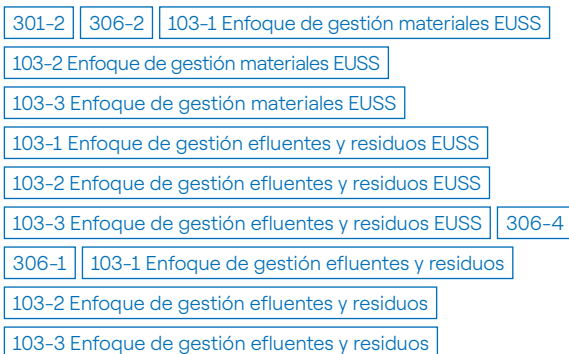 301-2 306-2 103-1 Enfoque de gestión materiales EUSS
103-2 Enfoque de gestión materiales EUSS
103-3 Enfoque de gestión materiales EUSS
103-1 Enfoque de gestión efluentes y residuos EUSS
103-2 Enfoque de gestión efluentes y residuos EUSS
103-3 Enfoque de gestión efluentes y residuos EUSS 306-4
306-1 103-1 Enfoque de gestión efluentes y residuos
103-2 Enfoque de gestión efluentes y residuos
103-3 Enfoque de gestión efluentes y residuos